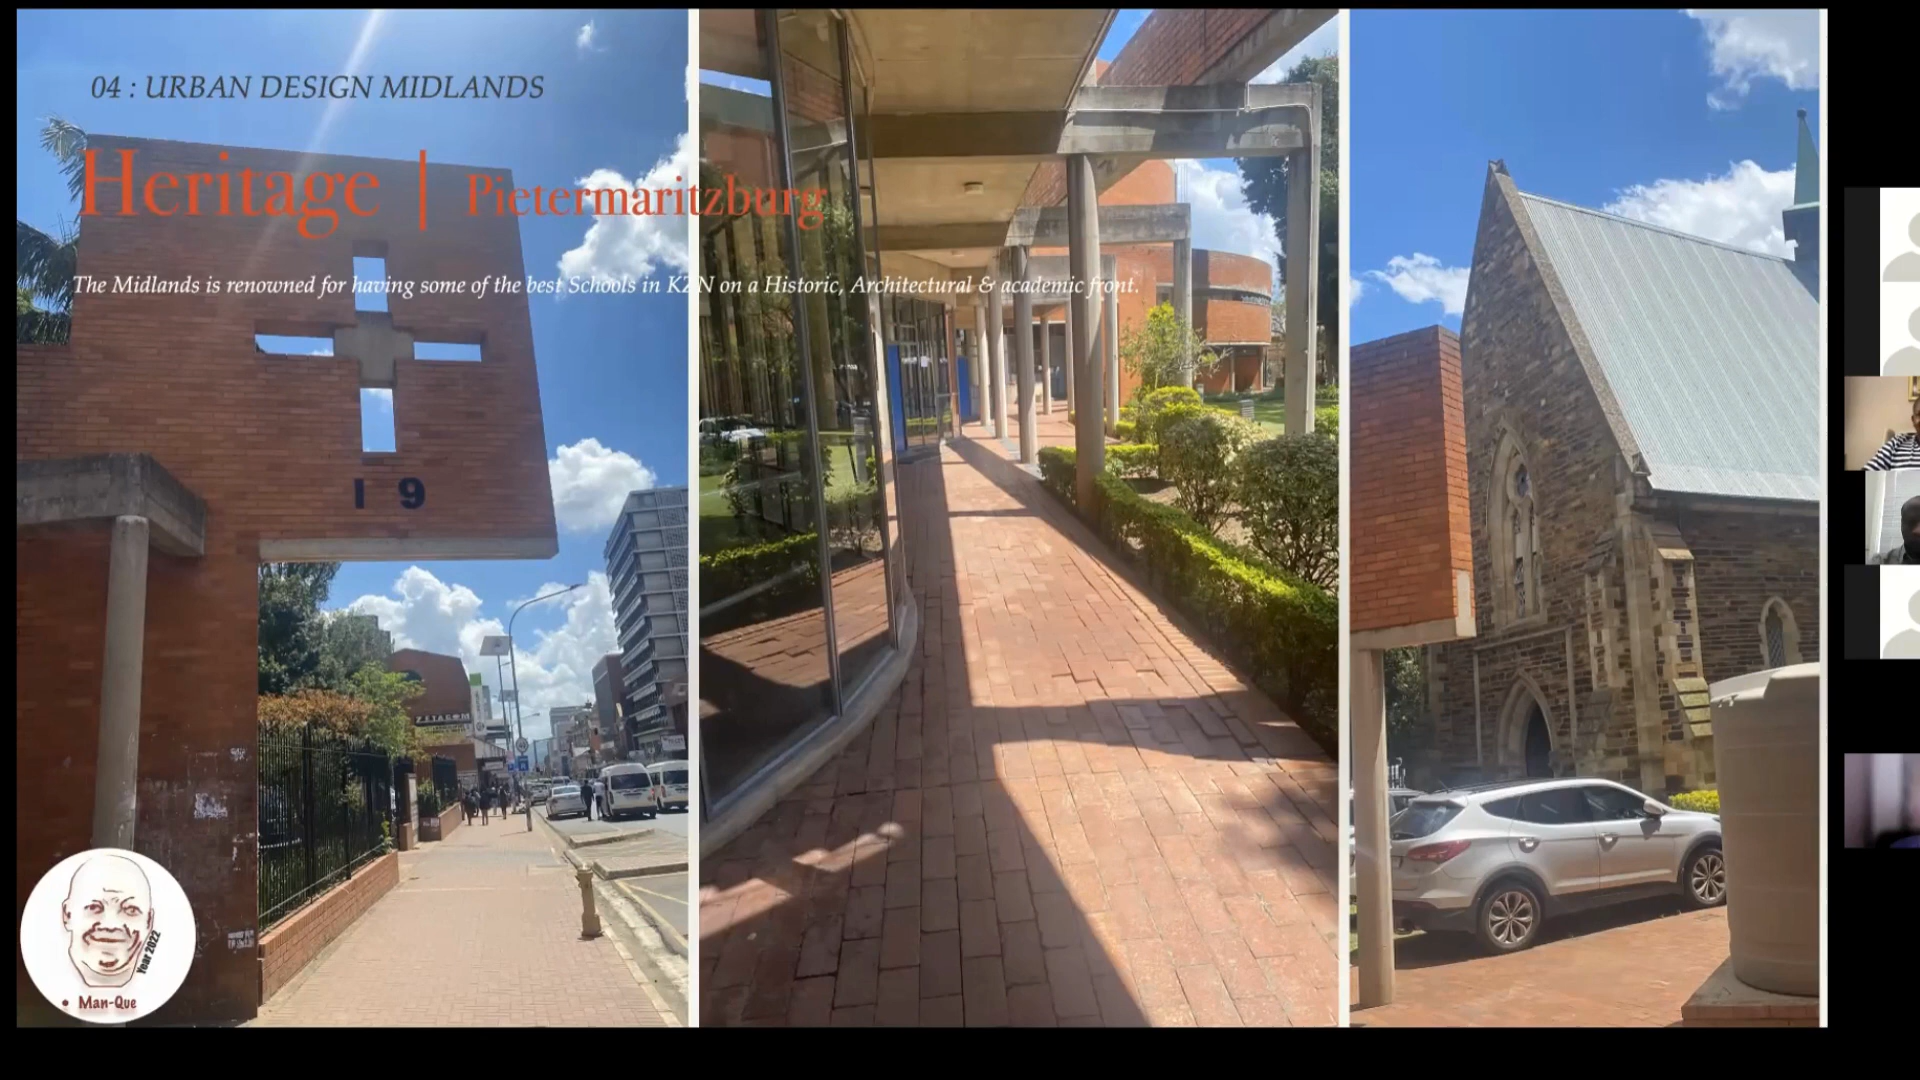 04 : URBAN DESIGN MIDLANDS
Heritage | Pietermaritzburg
The Midlands is renowned for having some of the best Schools in KZN on a Historic, Architectural & academic front.
19
Year 2022
• Man-Que